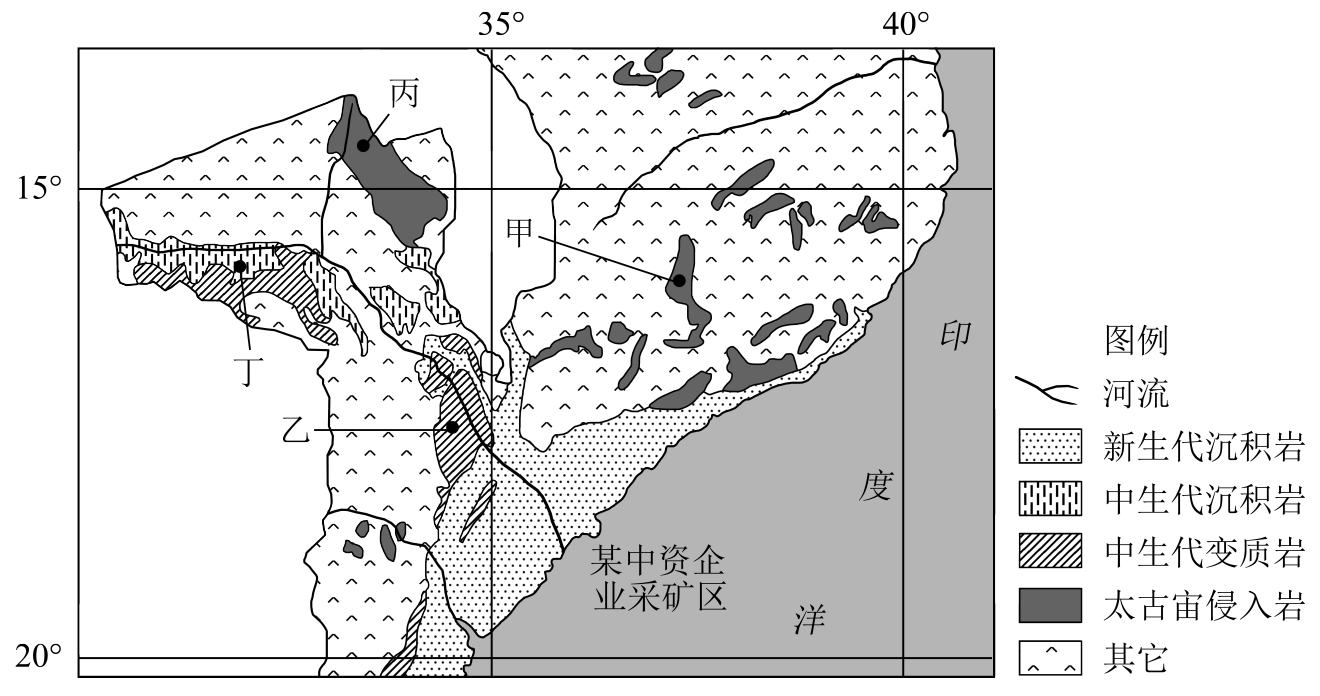 35°
40°
丙
15°
甲
丁
乙
20°
印
度
洋
某中资企
业采矿区
图例
河流
新生代沉积岩
中生代沉积岩
中生代变质岩
太古宙侵入岩
其它